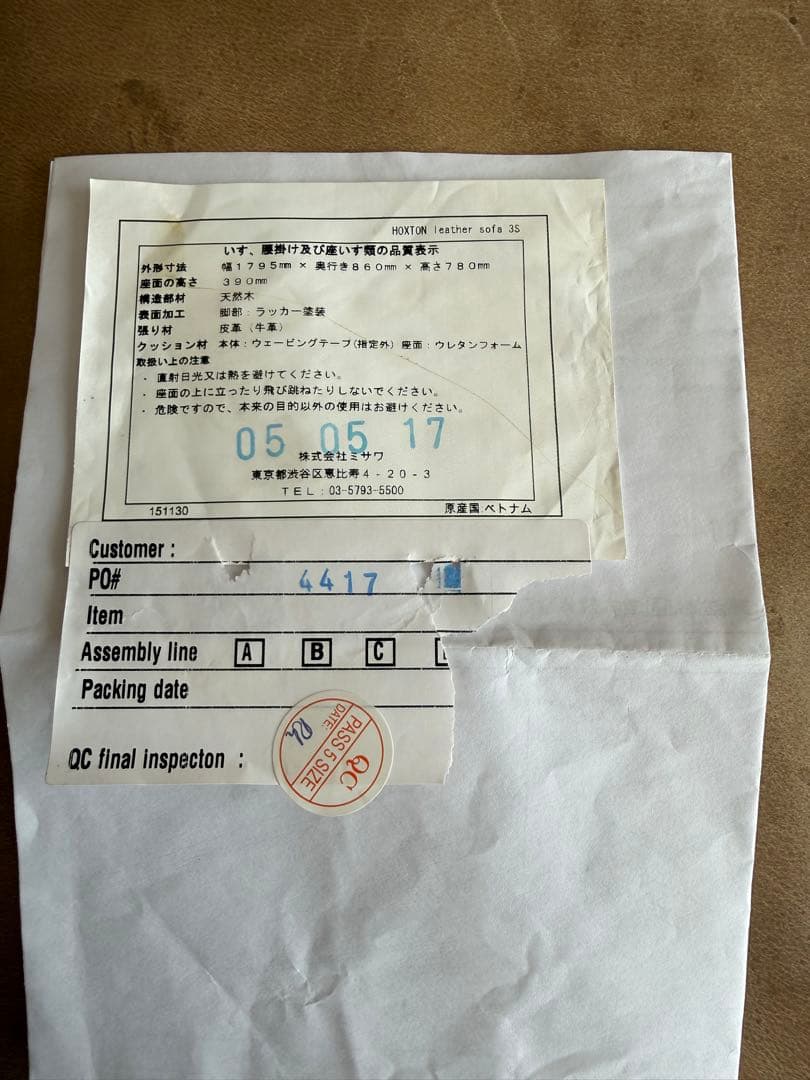 HOXTON leather sofa 3S
いす、腰掛け及び座いす類の品質表示
外形寸法 幅1795mm × 奥行き860mm × 高さ780mm
座面の高さ 390mm
構造部材 天然木
表面加工 脚部:ラッカー塗装
張り材 皮革(牛革)
クッション材 本体:ウェービングテープ(指定外) 座面:ウレタンフォーム
取扱い上の注意
・ 直射日光又は熱を避けてください。
・ 座面の上に立ったり飛び跳ねたりしないでください。
・ 危険ですので、本来の目的以外の使用はお避けください。
05 05 17
株式会社ミサワ
東京都渋谷区恵比寿4-20-3
TEL:03-5793-5500
151130 原産国:ベトナム
Customer :
PO# 4417
Item
Assembly line A B C
Packing date
QC final inspecton :
QC
PASS 5 SIZE
DATE: